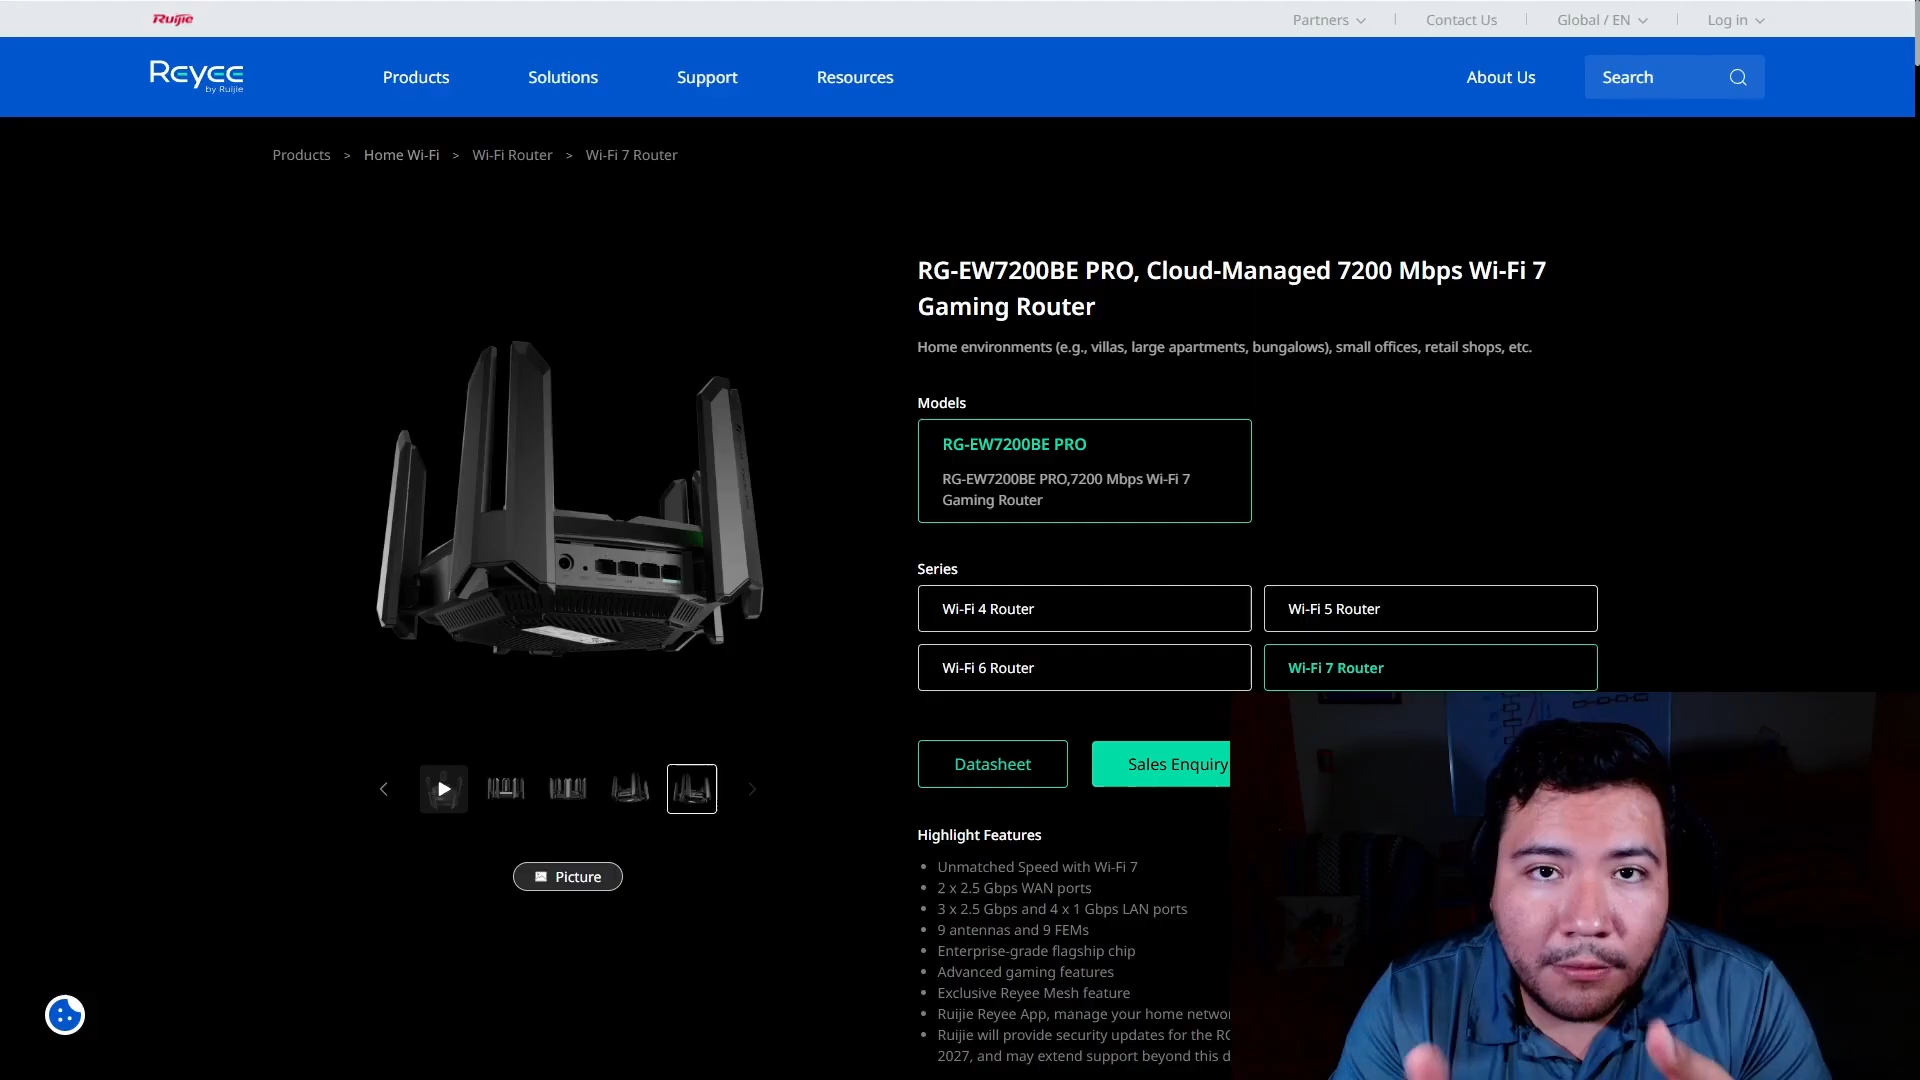 Ruijie
Partners
Contact Us
Global / EN
Log in
Reyee
by Ruijie
Products
Solutions
Support
Resources
About Us
Search
Products > Home Wi-Fi > Wi-Fi Router > Wi-Fi 7 Router
RG-EW7200BE PRO, Cloud-Managed 7200 Mbps Wi-Fi 7
Gaming Router
Home environments (e.g., villas, large apartments, bungalows), small offices, retail shops, etc.
Models
RG-EW7200BE PRO
RG-EW7200BE PRO,7200 Mbps Wi-Fi 7
Gaming Router
Series
Wi-Fi 4 Router
Wi-Fi 5 Router
Wi-Fi 6 Router
Wi-Fi 7 Router
Datasheet
Sales Enquiry
Picture
Highlight Features
Unmatched Speed with Wi-Fi 7
2 x 2.5 Gbps WAN ports
3 x 2.5 Gbps and 4 x 1 Gbps LAN ports
9 antennas and 9 FEMs
Enterprise-grade flagship chip
Advanced gaming features
Exclusive Reyee Mesh feature
Ruijie Reyee App, manage your home
Ruijie will provide security updates for the
2027, and may extend support beyond this